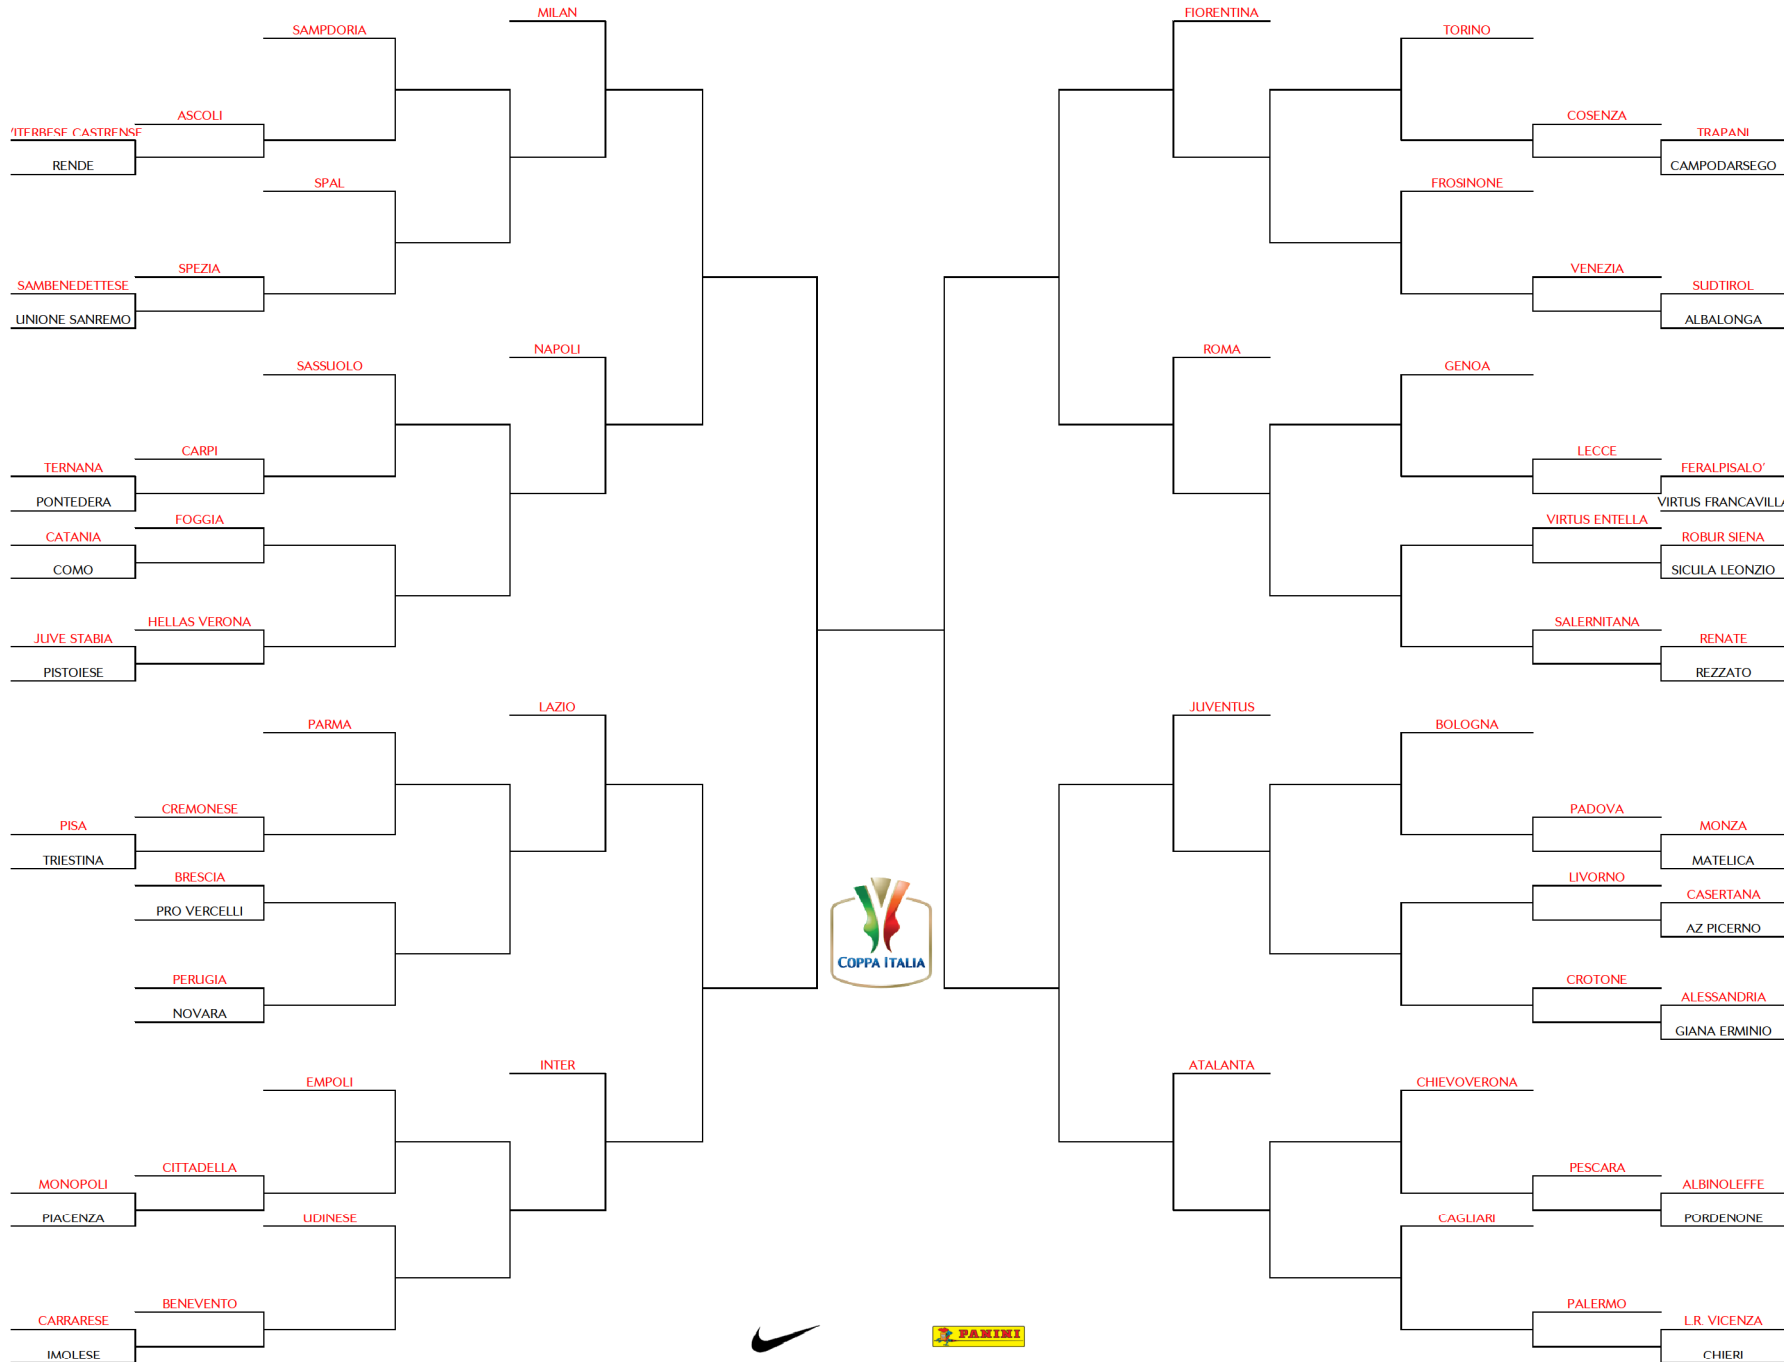 MILAN
SAMPDORIA
ASCOLI
VITERBESE CASTRENSE
RENDE
SPAL
SPEZIA
SAMBENEDETTESE
UNIONE SANREMO
NAPOLI
SASSUOLO
CARPI
TERNANA
PONTEDERA
FOGGIA
CATANIA
COMO
HELLAS VERONA
JUVE STABIA
PISTOIESE
LAZIO
PARMA
CREMONESE
PISA
TRIESTINA
BRESCIA
PRO VERCELLI
PERUGIA
NOVARA
INTER
EMPOLI
CITTADELLA
MONOPOLI
PIACENZA
UDINESE
BENEVENTO
CARRARESE
IMOLESE
COPPA ITALIA
PANINI
FIORENTINA
TORINO
COSENZA
TRAPANI
CAMPODARSEGO
FROSINONE
VENEZIA
SUDTIROL
ALBALONGA
ROMA
GENOA
LECCE
FERALPISALO'
VIRTUS FRANCAVILLA
VIRTUS ENTELLA
ROBUR SIENA
SICULA LEONZIO
SALERNITANA
RENATE
REZZATO
JUVENTUS
BOLOGNA
PADOVA
MONZA
MATELICA
LIVORNO
CASERTANA
AZ PICERNO
CROTONE
ALESSANDRIA
GIANA ERMINIO
ATALANTA
CHIEVOVERONA
PESCARA
ALBINOLEFFE
PORDENONE
CAGLIARI
PALERMO
L.R. VICENZA
CHIERI